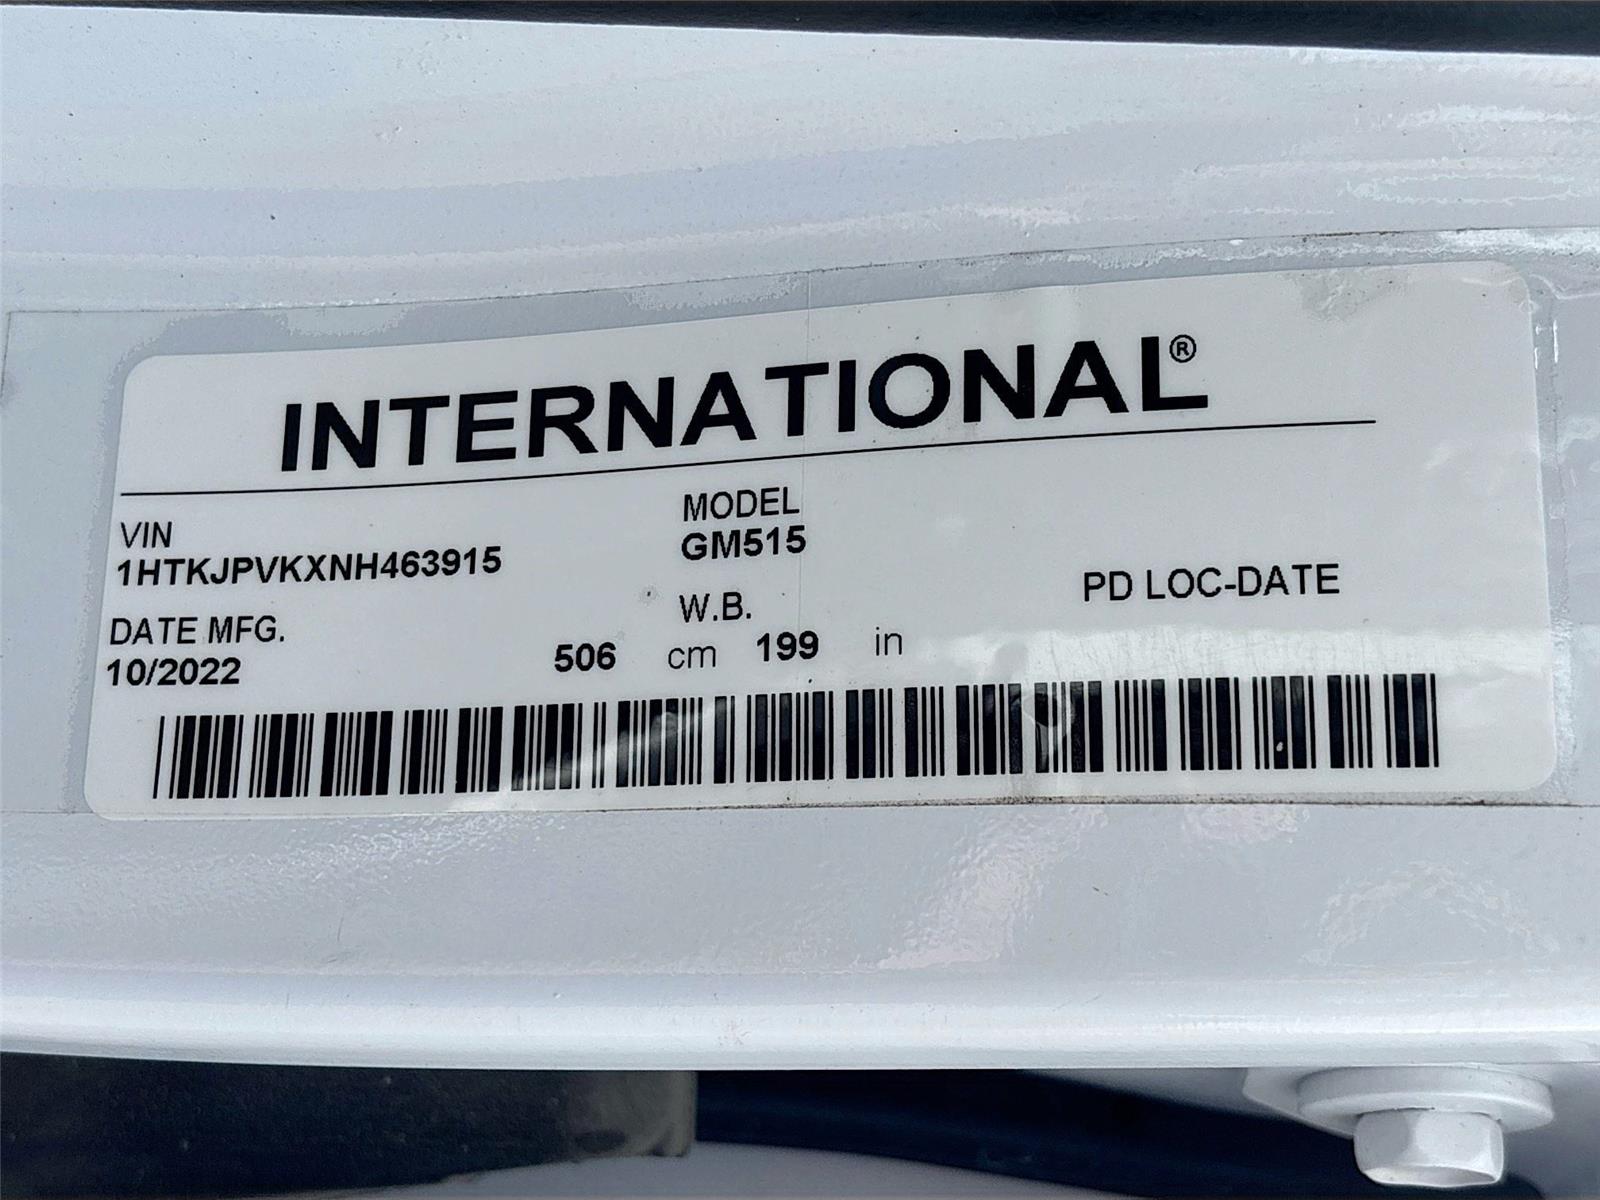 INTERNATIONAL®
VIN
1HTKJPVKXNH463915
MODEL
GM515
DATE MFG.
10/2022
W.B.
506 cm 199 in
PD LOC-DATE